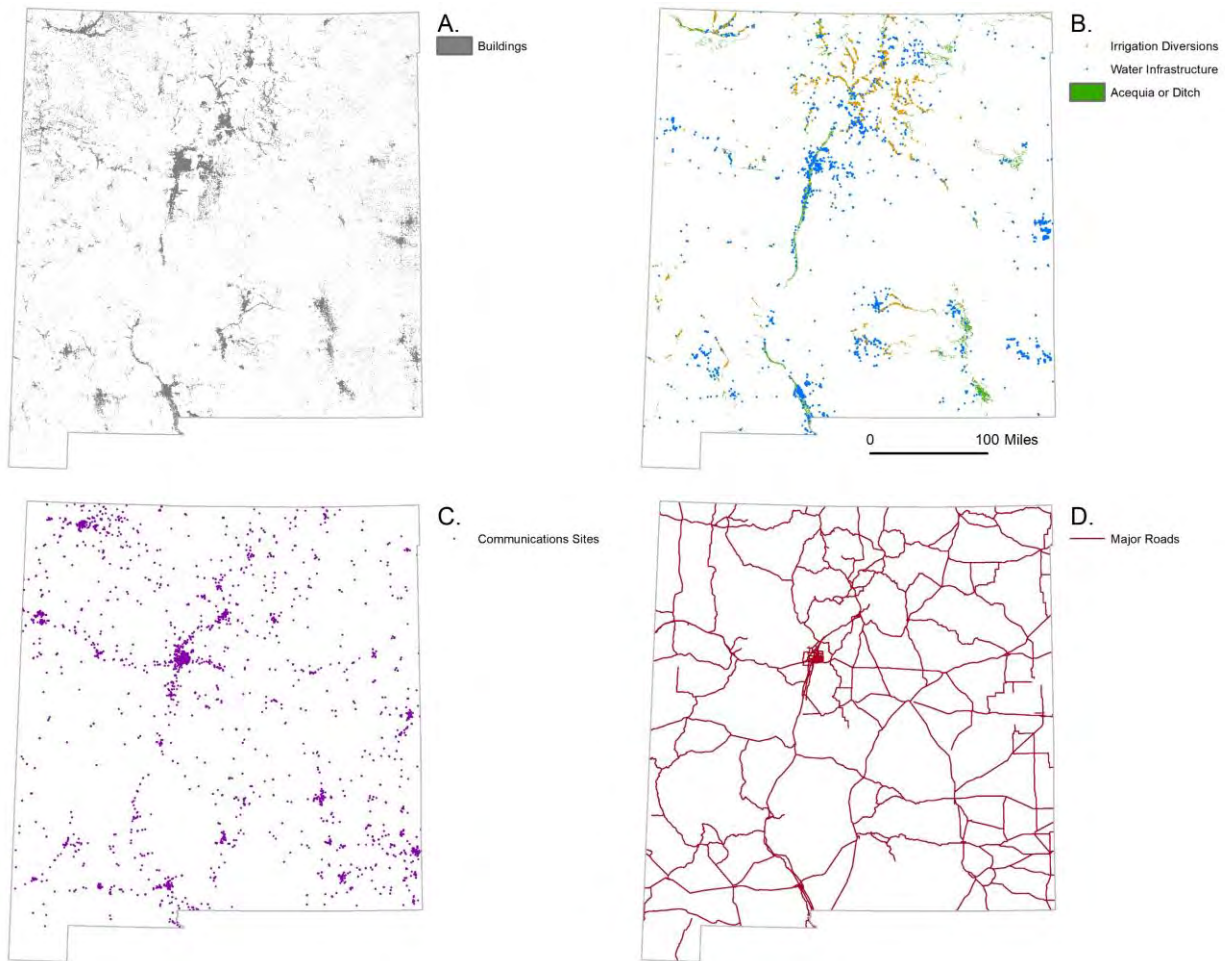 A.
Buildings
B.
Irrigation Diversions
Water Infrastructure
Acequia or Ditch
0 100 Miles
C.
Communications Sites
D.
Major Roads